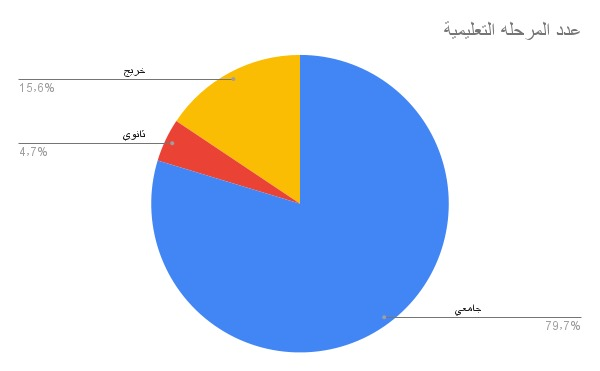 عدد المرحله التعليمية
خريج
15,6%
ثانوي
4,7%
جامعي
79,7%